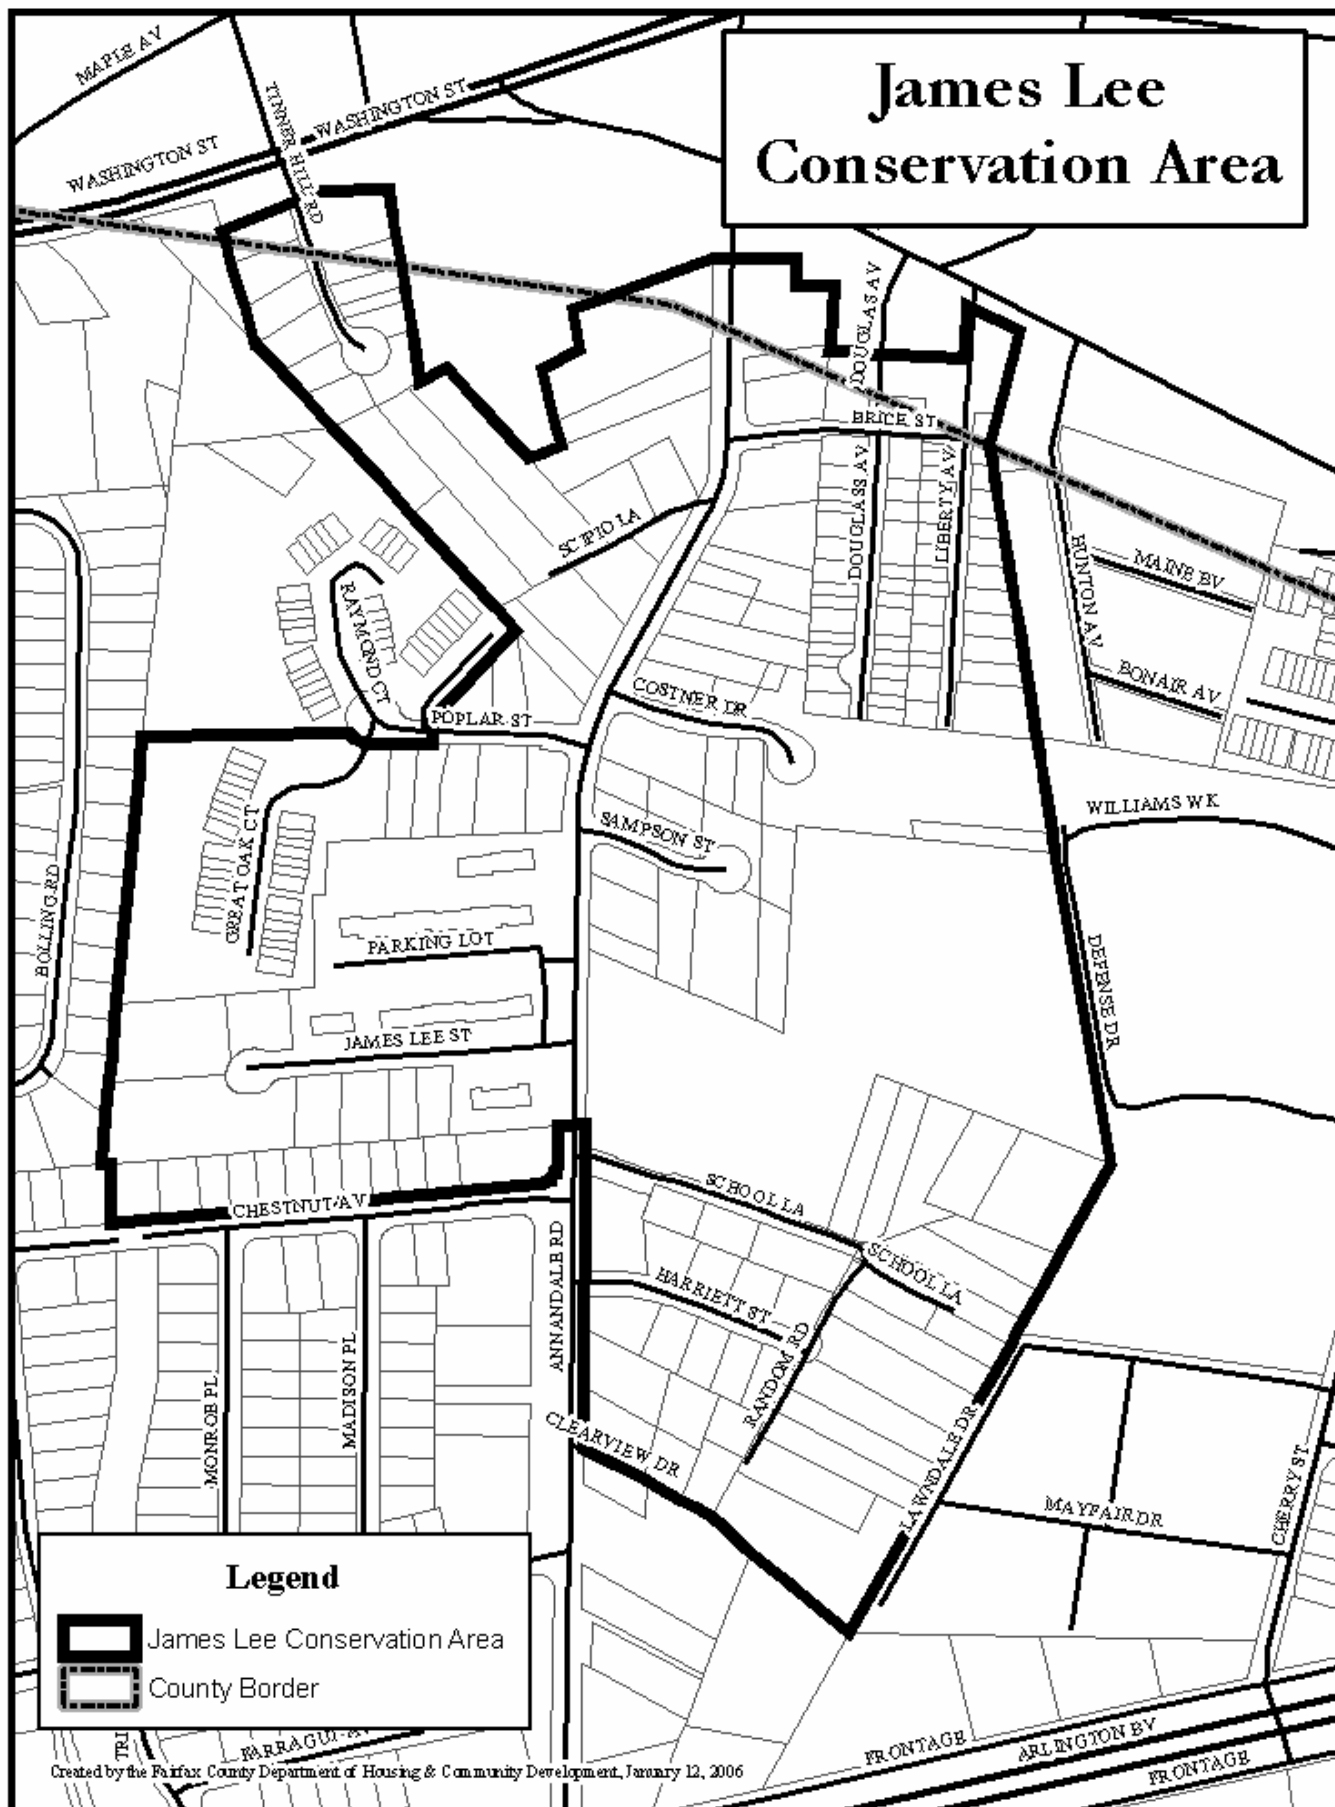 James Lee
Conservation Area
MAPLE AV
TINNER HILL RD
WASHINGTON ST
WASHINGTON ST
DOUGLAS AV
BRICE ST
DOUGLASS AV
LIBERTY AV
SCIPIO LA
HUNTON AV
MAINE BV
BONAIR AV
RAYMOND CT
POPLAR ST
COSTNER DR
WILLIAMS WK
SAMPSON ST
GREAT OAK CT
BOLLING RD
PARKING LOT
DEFENSE DR
JAMES LEE ST
CHESTNUT AV
SCHOOL LA
SCHOOL LA
ANNANDALE RD
HARRIETT ST
RANDOM RD
MONROE PL
MADISON PL
CLEARVIEW DR
LAWNDALE DR
MAYFAIR DR
CHERRY ST
Legend
James Lee Conservation Area
County Border
TRI
FARRAGUT AV
FRONTAGE
ARLINGTON BV
FRONTAGE
Created by the Fairfax County Department of Housing & Community Development, January 12, 2006